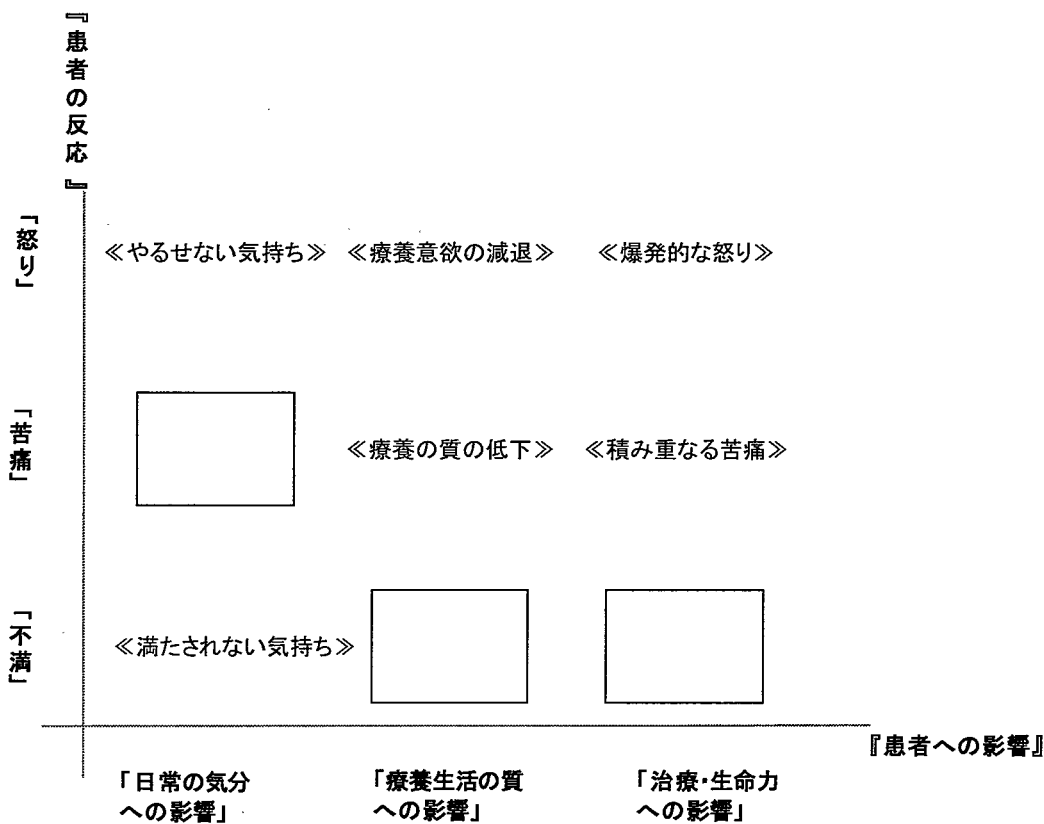 『患者の反応』
「怒り」
≪やるせない気持ち≫ ≪療養意欲の減退≫ ≪爆発的な怒り≫
「苦痛」
≪療養の質の低下≫ ≪積み重なる苦痛≫
「不満」
≪満たされない気持ち≫
『患者への影響』
「日常の気分 「療養生活の質 「治療・生命力
への影響」 への影響」 への影響」